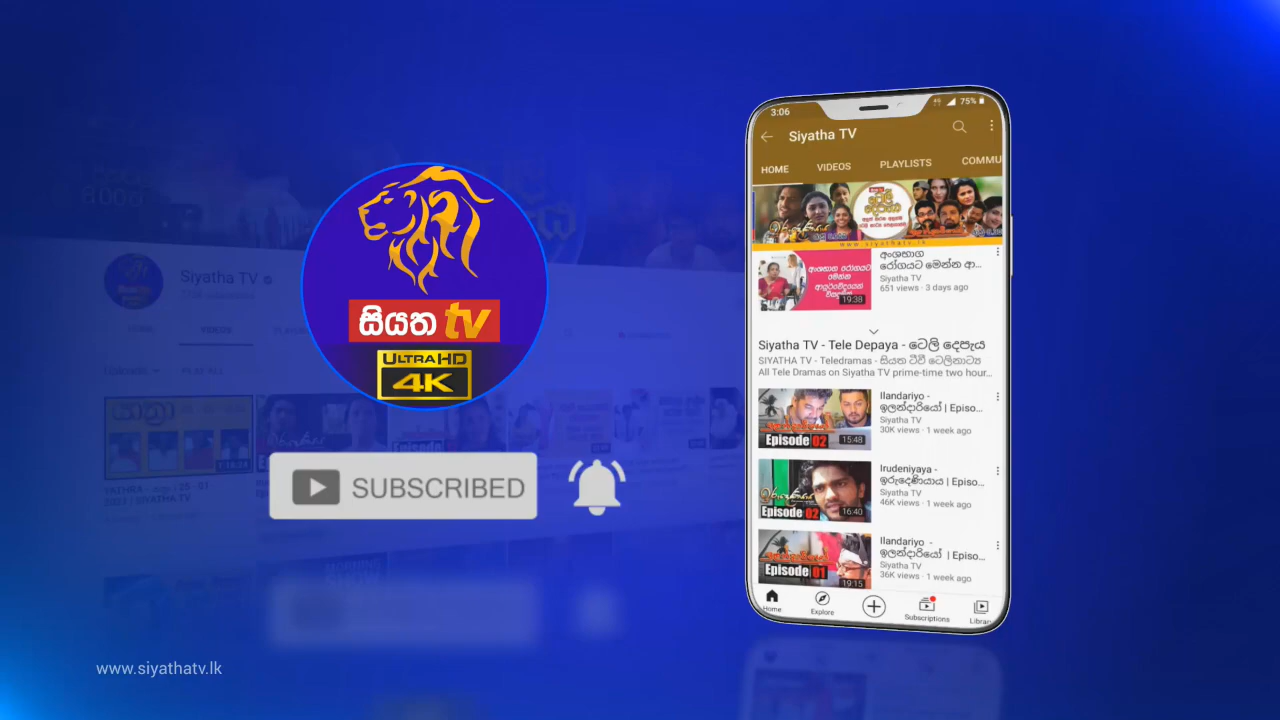 සියත tv
ULTRA HD
4K
SUBSCRIBED
www.siyathatv.lk
Siyatha TV
3:06
75%
Siyatha TV
HOME VIDEOS PLAYLISTS COMMU
www.siyathatv.lk
අංශභාග රෝගයට
මෙන්න
19:38
අංශභාග
රෝගයට මෙන්න ආ...
Siyatha TV
651 views · 3 days ago
Siyatha TV - Tele Depaya - ටෙලි දෙපැය
SIYATHA TV - Teledramas - සියත ටීවී ටෙලිනාට්‍ය
All Tele Dramas on Siyatha TV prime-time two hour...
Episode 02
15:48
Ilandariyo -
ඉලන්දාරියෝ | Episo...
Siyatha TV
30K views · 1 week ago
Episode 02
16:40
Irudeniyaya -
ඉරුදෙණියාය | Episo...
Siyatha TV
46K views · 1 week ago
Episode 01
19:15
Ilandariyo -
ඉලන්දාරියෝ | Episo...
Siyatha TV
36K views · 1 week ago
Home Explore Subscriptions Librar